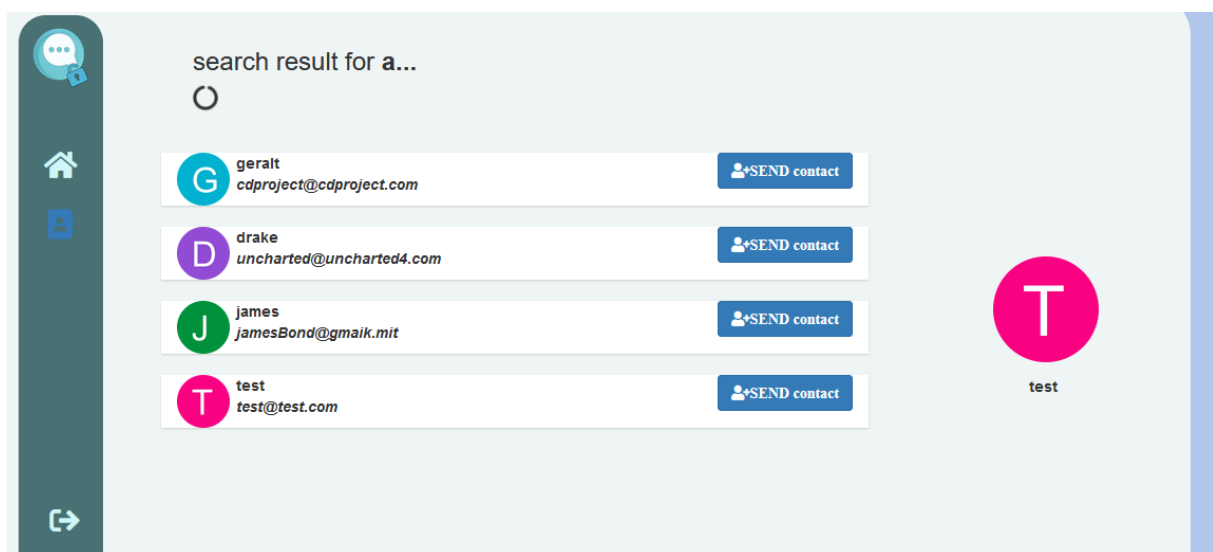 search result for a...
G
geralt
cdproject@cdproject.com
SEND contact
D
drake
uncharted@uncharted4.com
SEND contact
J
james
jamesBond@gmaik.mit
SEND contact
T
test
test@test.com
SEND contact
T
test